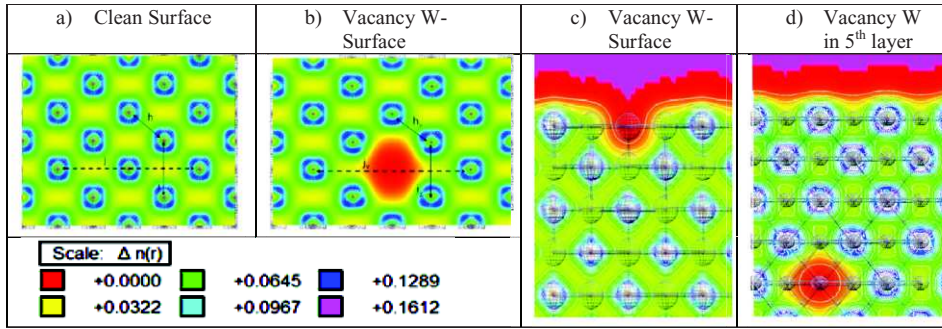 a) Clean Surface
b) Vacancy W-
Surface
c) Vacancy W-
Surface
d) Vacancy W
in 5th layer
h
Scale: Δ n(r)
+0.0000
+0.0645
+0.1289
+0.0322
+0.0967
+0.1612